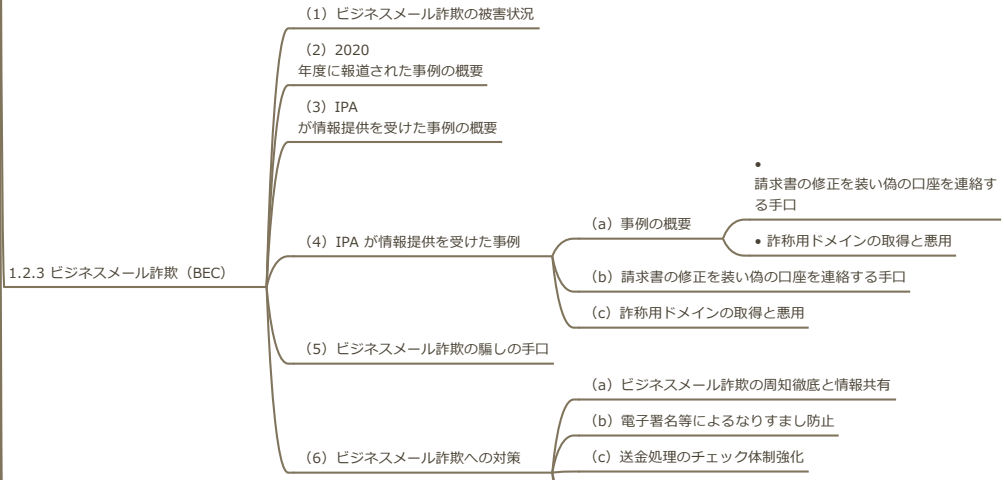 （1）ビジネスメール詐欺の被害状況
（2）2020
年度に報道された事例の概要
（3）IPA
が情報提供を受けた事例の概要
•
請求書の修正を装い偽の口座を連絡す
る手口
（a）事例の概要
• 詐称用ドメインの取得と悪用
（4）IPA が情報提供を受けた事例
1.2.3 ビジネスメール詐欺（BEC）
（b）請求書の修正を装い偽の口座を連絡する手口
（c）詐称用ドメインの取得と悪用
（5）ビジネスメール詐欺の騙しの手口
（a）ビジネスメール詐欺の周知徹底と情報共有
（b）電子署名等によるなりすまし防止
（6）ビジネスメール詐欺への対策
（c）送金処理のチェック体制強化